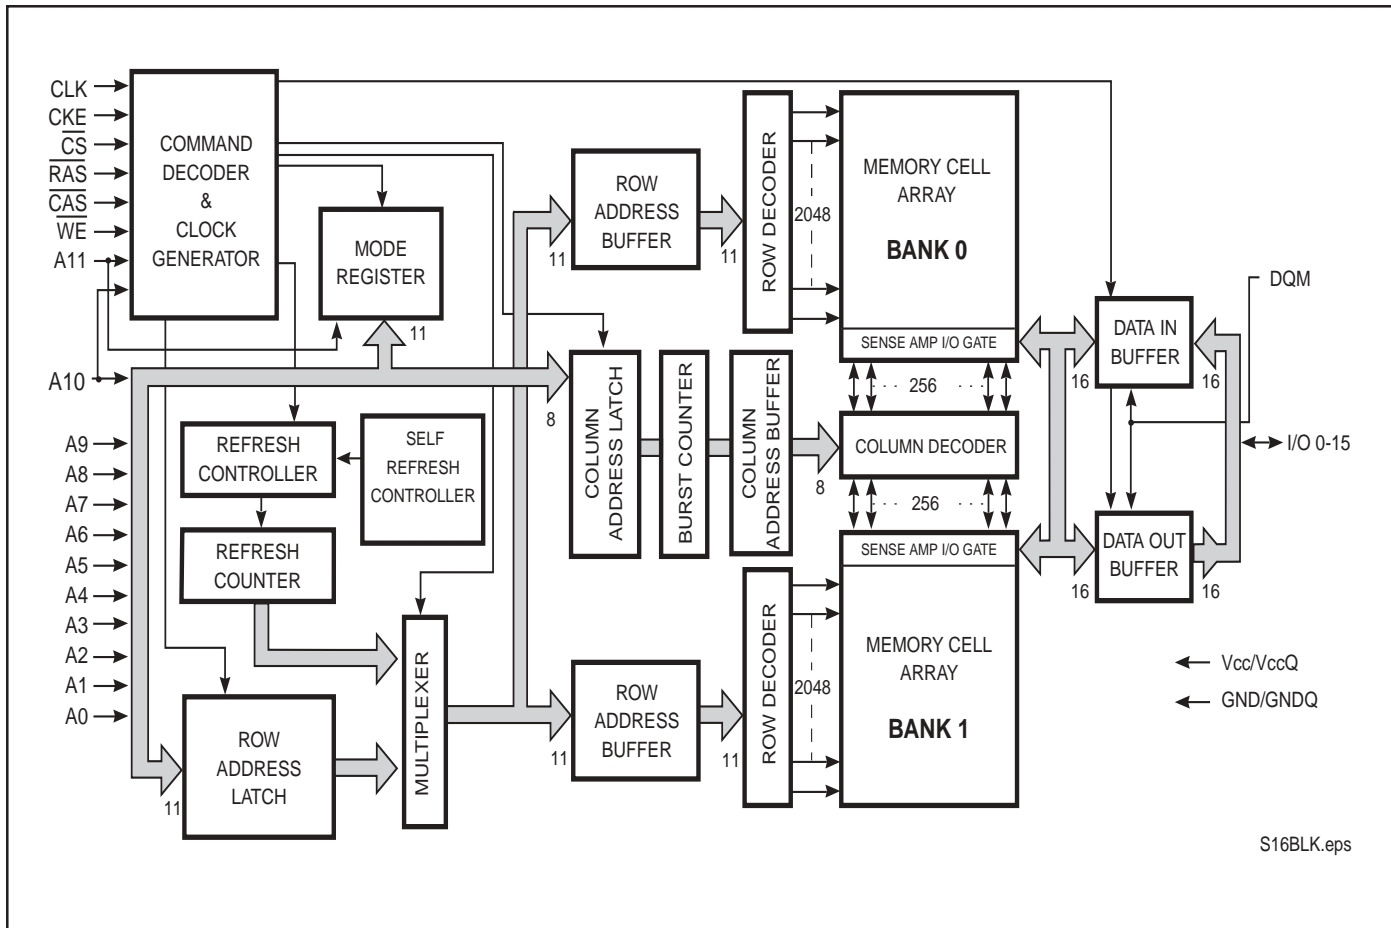 CLK
CKE
CS
RAS
CAS
WE
A11
A10
A9
A8
A7
A6
A5
A4
A3
A2
A1
A0
COMMAND
DECODER
&
CLOCK
GENERATOR
MODE
REGISTER
11
REFRESH
CONTROLLER
SELF
REFRESH
CONTROLLER
REFRESH
COUNTER
ROW
ADDRESS
LATCH
11
MULTIPLEXER
ROW
ADDRESS
BUFFER
11
11
ROW DECODER
2048
MEMORY CELL
ARRAY
BANK 0
SENSE AMP I/O GATE
256
8
COLUMN
ADDRESS LATCH
BURST COUNTER
COLUMN
ADDRESS BUFFER
8
COLUMN DECODER
256
SENSE AMP I/O GATE
MEMORY CELL
ARRAY
BANK 1
ROW
ADDRESS
BUFFER
11
11
ROW DECODER
2048
DQM
DATA IN
BUFFER
16
16
I/O 0-15
DATA OUT
BUFFER
16
16
Vcc/VccQ
GND/GNDQ
S16BLK.eps